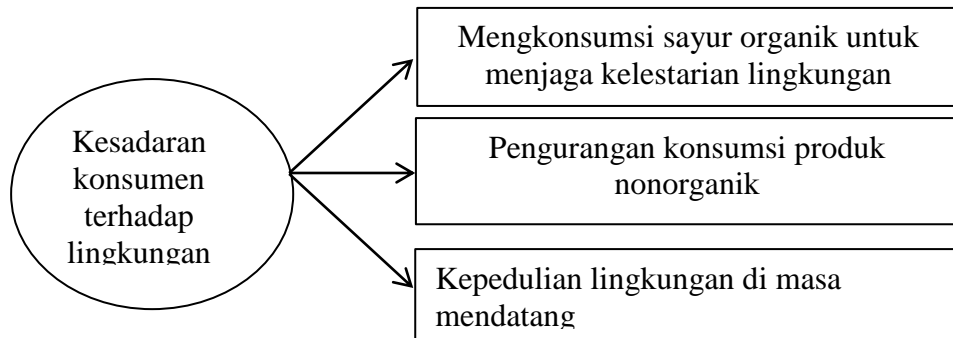 Kesadaran
konsumen
terhadap
lingkungan
Mengkonsumsi sayur organik untuk
menjaga kelestarian lingkungan
Pengurangan konsumsi produk
nonorganik
Kepedulian lingkungan di masa
mendatang